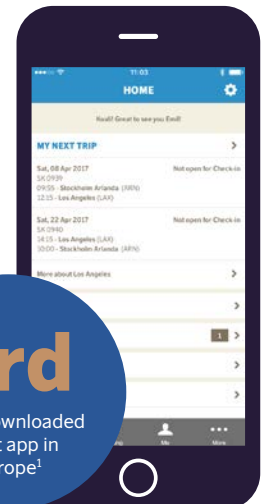 11:03
HOME
Emil! Great to see you Emil!
MY NEXT TRIP
Sat, 08 Apr 2017
Not open for Check-in
SK 0939
09:55 - Stockholm Arlanda (ARN)
12:15 - Los Angeles (LAX)
Sat, 22 Apr 2017
Not open for Check-in
SK 0940
14:15 - Los Angeles (LAX)
10:00 - Stockholm Arlanda (ARN)
More about Los Angeles
1
rd
ownloaded
t app in
rope1
Me
More